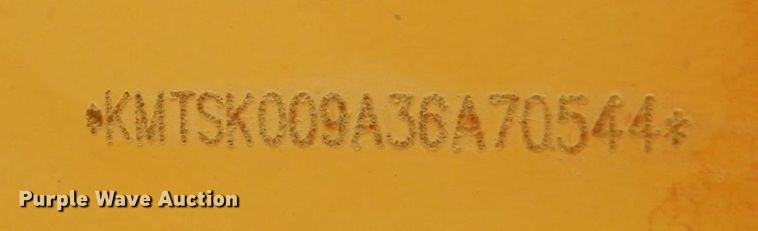 *KMTSK009A36A70544*
Purple Wave Auction